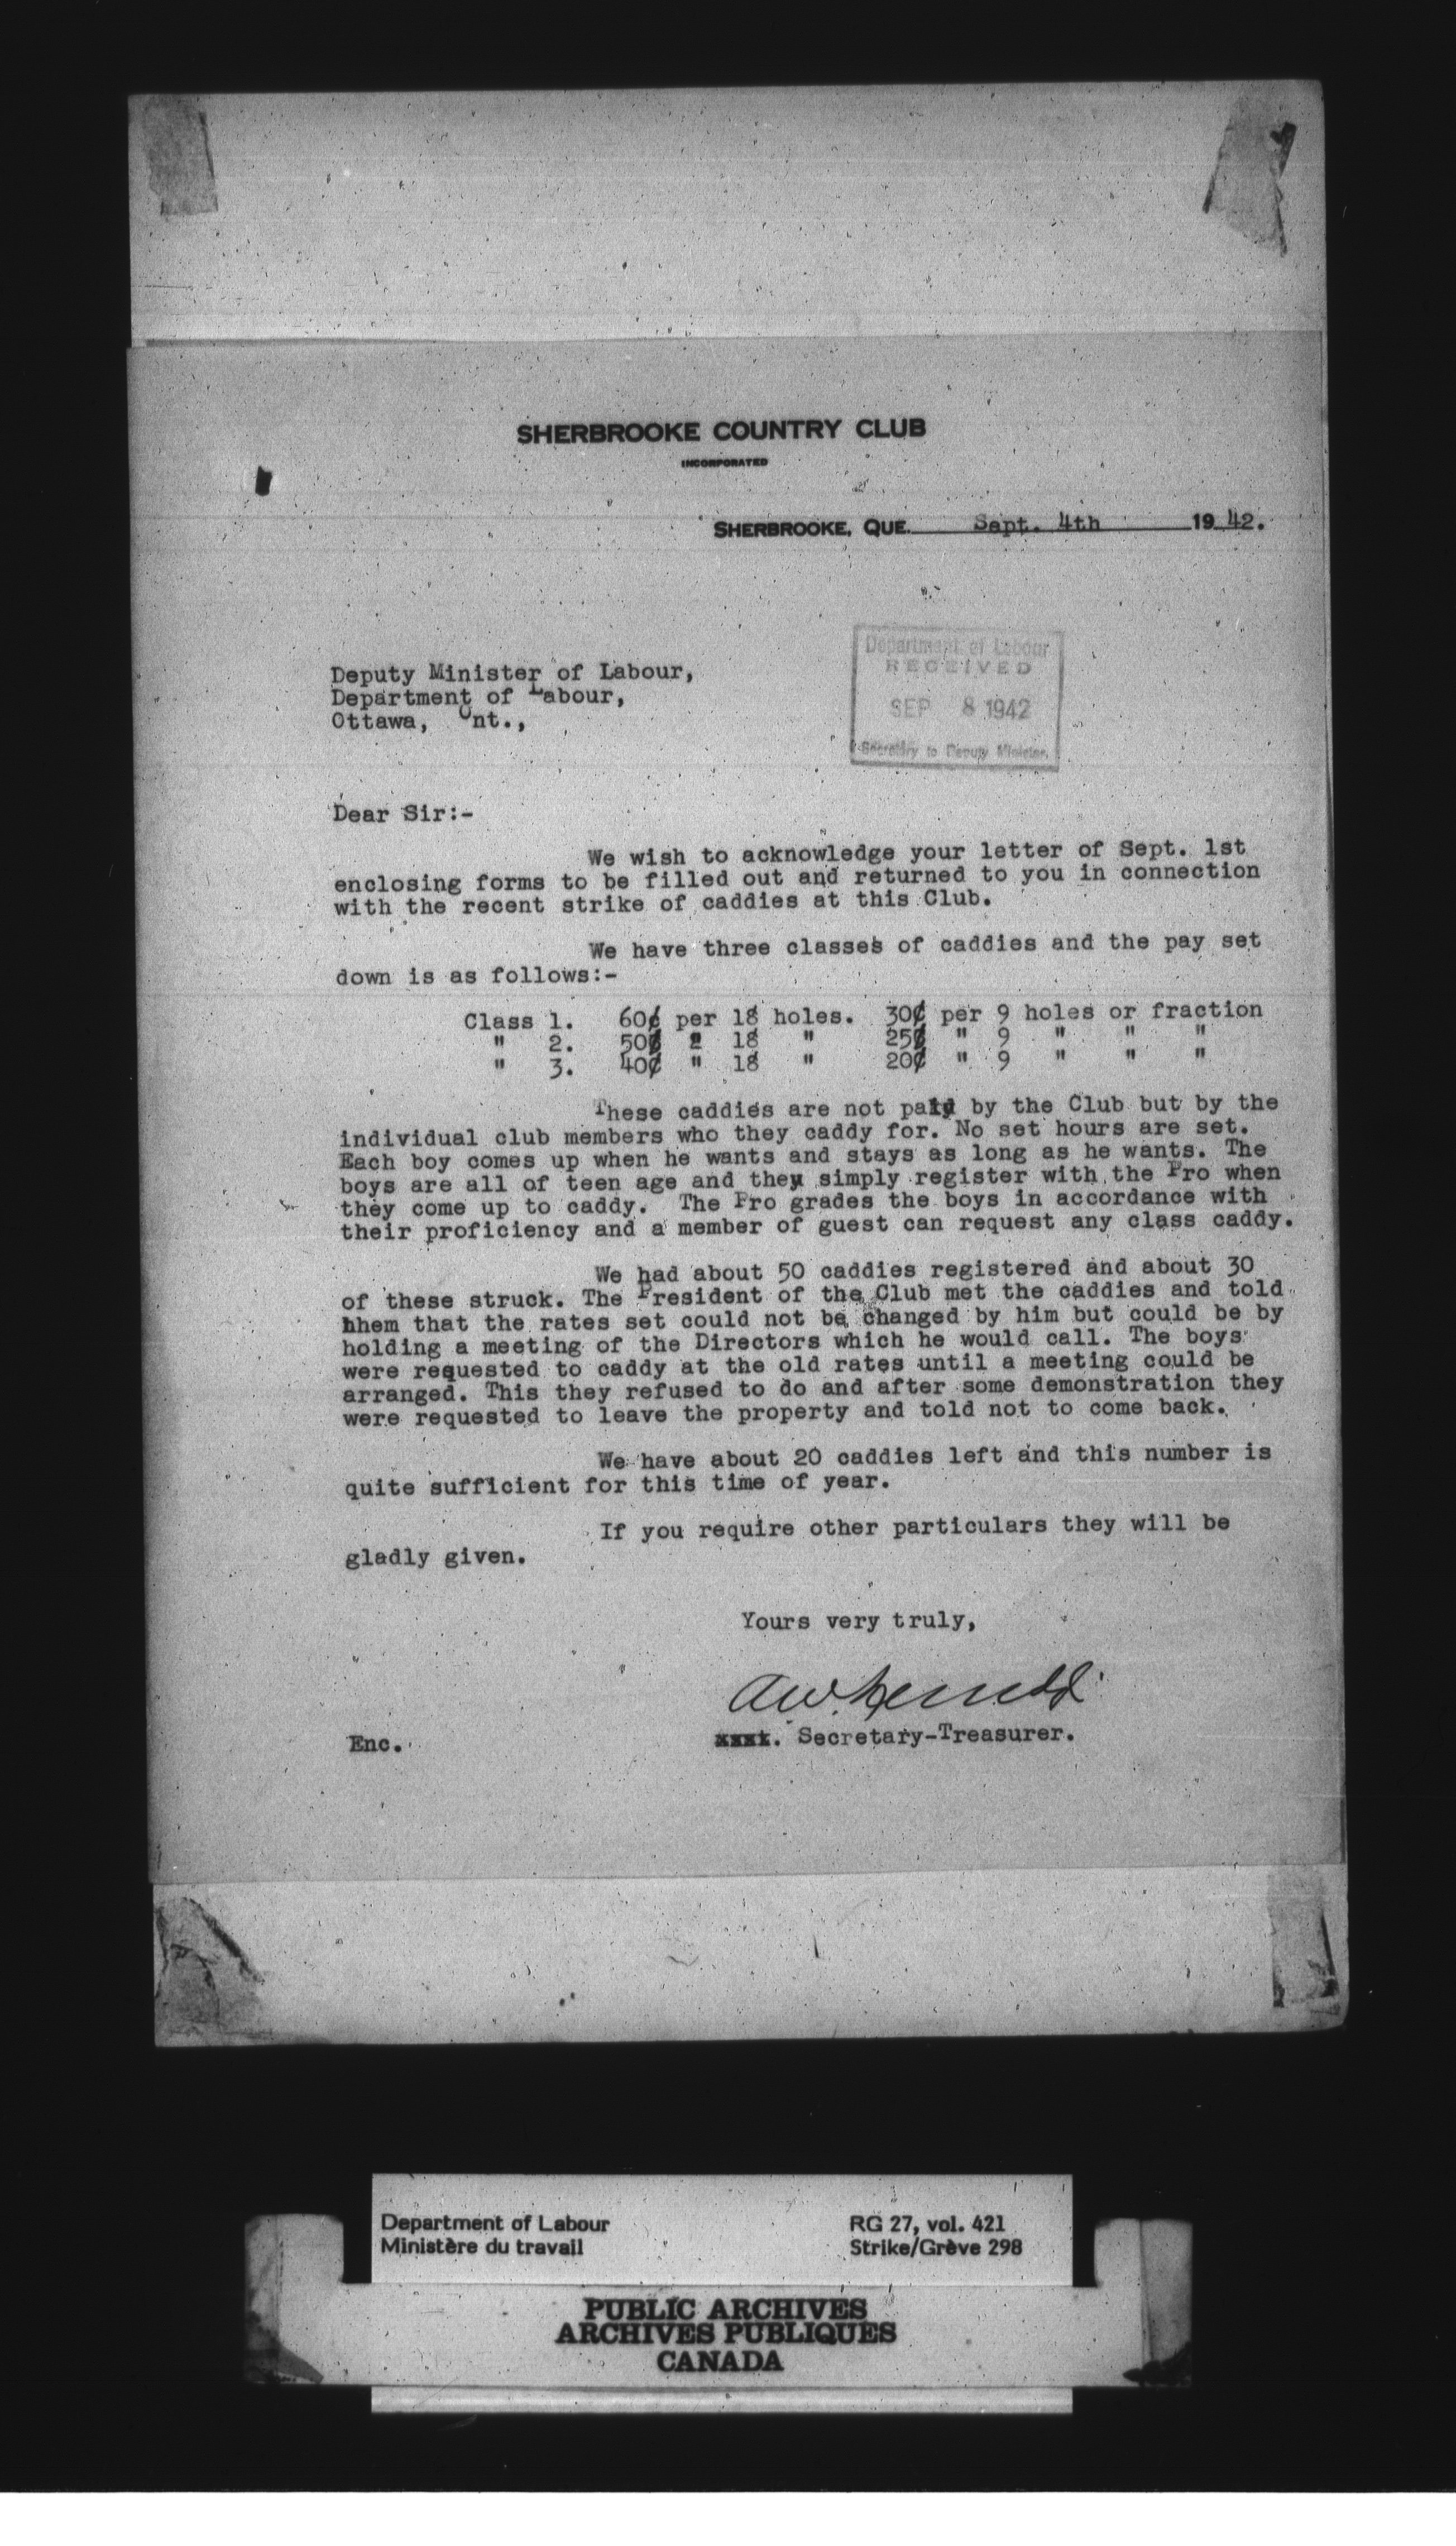 SHERBROOKE COUNTRY CLUB
INCORPORATED
SHERBROOKE, QUE. Sept. 4th 1942.
Department of Labour
RECEIVED
SEP 8 1942
Secretary to Deputy Minister
Deputy Minister of Labour,
Department of Labour,
Ottawa, Ont.,
Dear Sir:-
We wish to acknowledge your letter of Sept. 1st
enclosing forms to be filled out and returned to you in connection
with the recent strike of caddies at this Club.
We have three classes of caddies and the pay set
down is as follows:-
Class 1. 60¢ per 18 holes. 30¢ per 9 holes or fraction
" 2. 50¢ " 18 " 25¢ " 9 " " "
" 3. 40¢ " 18 " 20¢ " 9 " " "
These caddies are not paid by the Club but by the
individual club members who they caddy for. No set hours are set.
Each boy comes up when he wants and stays as long as he wants. The
boys are all of teen age and they simply register with the Pro when
they come up to caddy. The Pro grades the boys in accordance with
their proficiency and a member of guest can request any class caddy.
We had about 50 caddies registered and about 30
of these struck. The President of the Club met the caddies and told
hhem that the rates set could not be changed by him but could be by
holding a meeting of the Directors which he would call. The boys
were requested to caddy at the old rates until a meeting could be
arranged. This they refused to do and after some demonstration they
were requested to leave the property and told not to come back.
We have about 20 caddies left and this number is
quite sufficient for this time of year.
If you require other particulars they will be
gladly given.
Yours very truly,
Enc. xxxx. Secretary-Treasurer.
Department of Labour RG 27, vol. 421
Ministère du travail Strike/Grève 298
PUBLIC ARCHIVES
ARCHIVES PUBLIQUES
CANADA